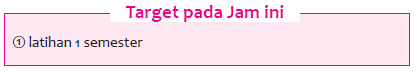 Target pada Jam ini
① latihan 1 semester